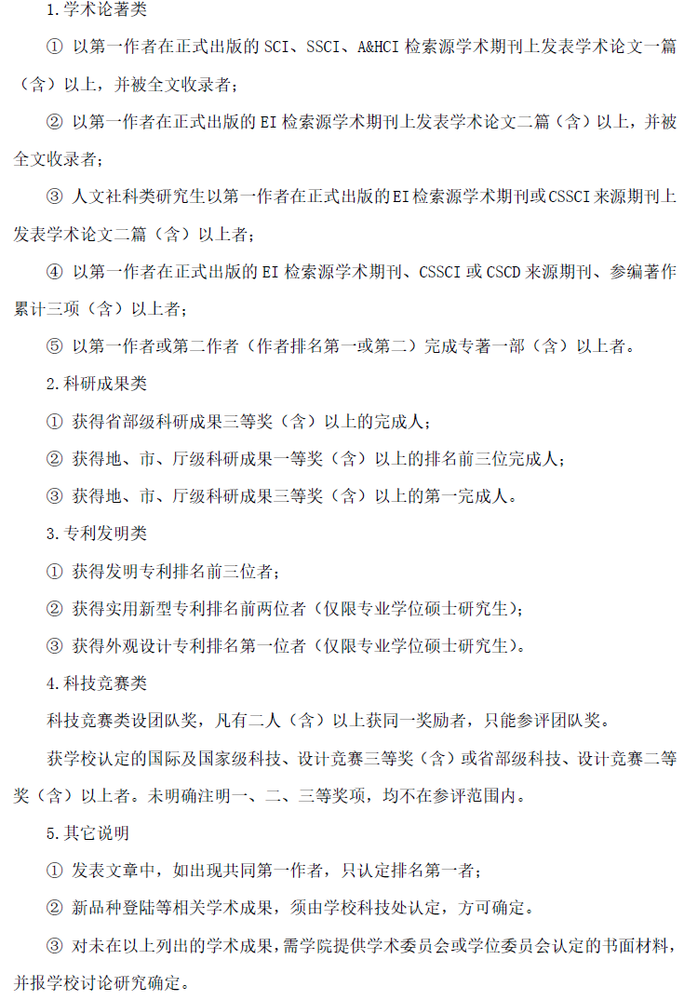 1.学术论著类
① 以第一作者在正式出版的 SCI、SSCI、A&HCI 检索源学术期刊上发表学术论文一篇
（含）以上，并被全文收录者；
② 以第一作者在正式出版的 EI 检索源学术期刊上发表学术论文二篇（含）以上，并被
全文收录者；
③ 人文社科类研究生以第一作者在正式出版的 EI 检索源学术期刊或 CSSCI 来源期刊上
发表学术论文二篇（含）以上者；
④ 以第一作者在正式出版的 EI 检索源学术期刊、CSSCI 或 CSCD 来源期刊、参编著作
累计三项（含）以上者；
⑤ 以第一作者或第二作者（作者排名第一或第二）完成专著一部（含）以上者。
2.科研成果类
① 获得省部级科研成果三等奖（含）以上的完成人；
② 获得地、市、厅级科研成果一等奖（含）以上的排名前三位完成人；
③ 获得地、市、厅级科研成果三等奖（含）以上的第一完成人。
3.专利发明类
① 获得发明专利排名前三位者；
② 获得实用新型专利排名前两位者（仅限专业学位硕士研究生）；
③ 获得外观设计专利排名第一位者（仅限专业学位硕士研究生）。
4.科技竞赛类
科技竞赛类设团队奖，凡有二人（含）以上获同一奖励者，只能参评团队奖。
获学校认定的国际及国家级科技、设计竞赛三等奖（含）或省部级科技、设计竞赛二等
奖（含）以上者。未明确注明一、二、三等奖项，均不在参评范围内。
5.其它说明
① 发表文章中，如出现共同第一作者，只认定排名第一者；
② 新品种登陆等相关学术成果，须由学校科技处认定，方可确定。
③ 对未在以上列出的学术成果，需学院提供学术委员会或学位委员会认定的书面材料，
并报学校讨论研究确定。